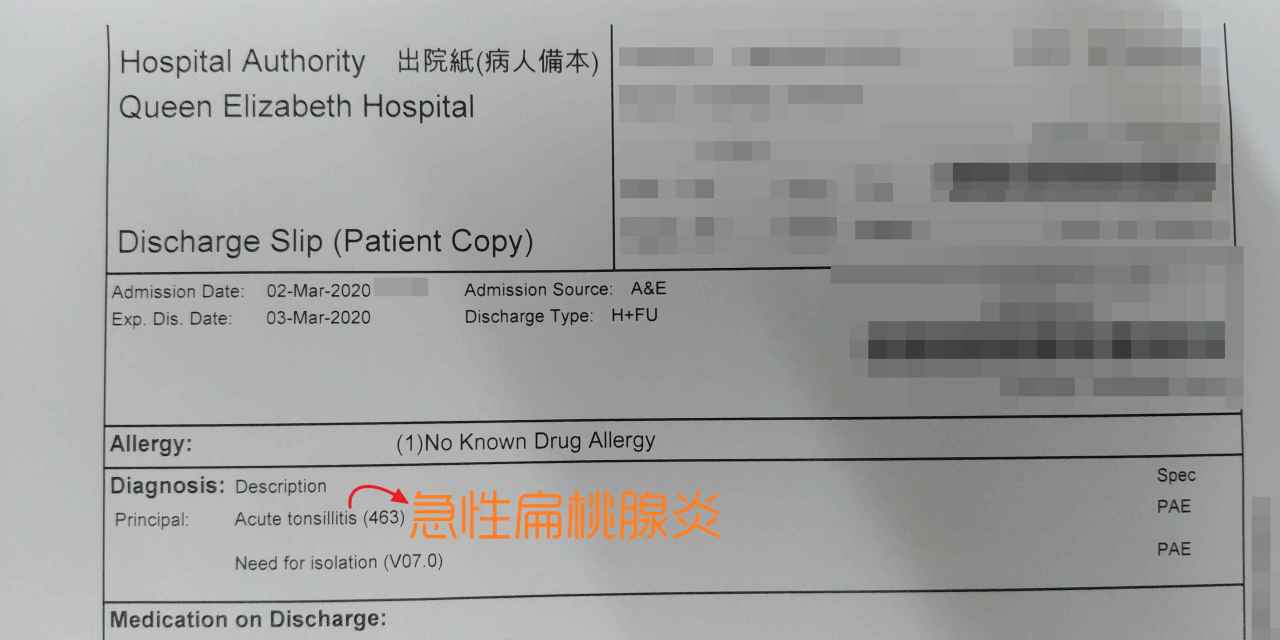 Hospital Authority 出院紙(病人備本)
Queen Elizabeth Hospital
Discharge Slip (Patient Copy)
Admission Date: 02-Mar-2020 Admission Source: A&E
Exp. Dis. Date: 03-Mar-2020 Discharge Type: H+FU
Allergy: (1)No Known Drug Allergy
Diagnosis: Description Spec
Principal: Acute tonsillitis (463) 急性扁桃腺炎 PAE
Need for isolation (V07.0) PAE
Medication on Discharge: